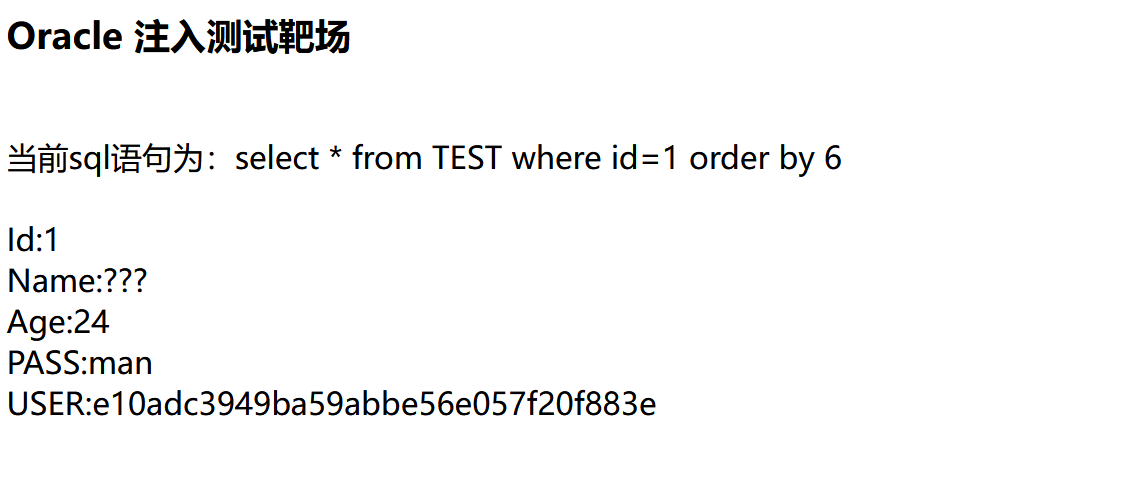 Oracle 注入测试靶场
当前sql语句为：select * from TEST where id=1 order by 6
Id:1
Name:???
Age:24
PASS:man
USER:e10adc3949ba59abbe56e057f20f883e